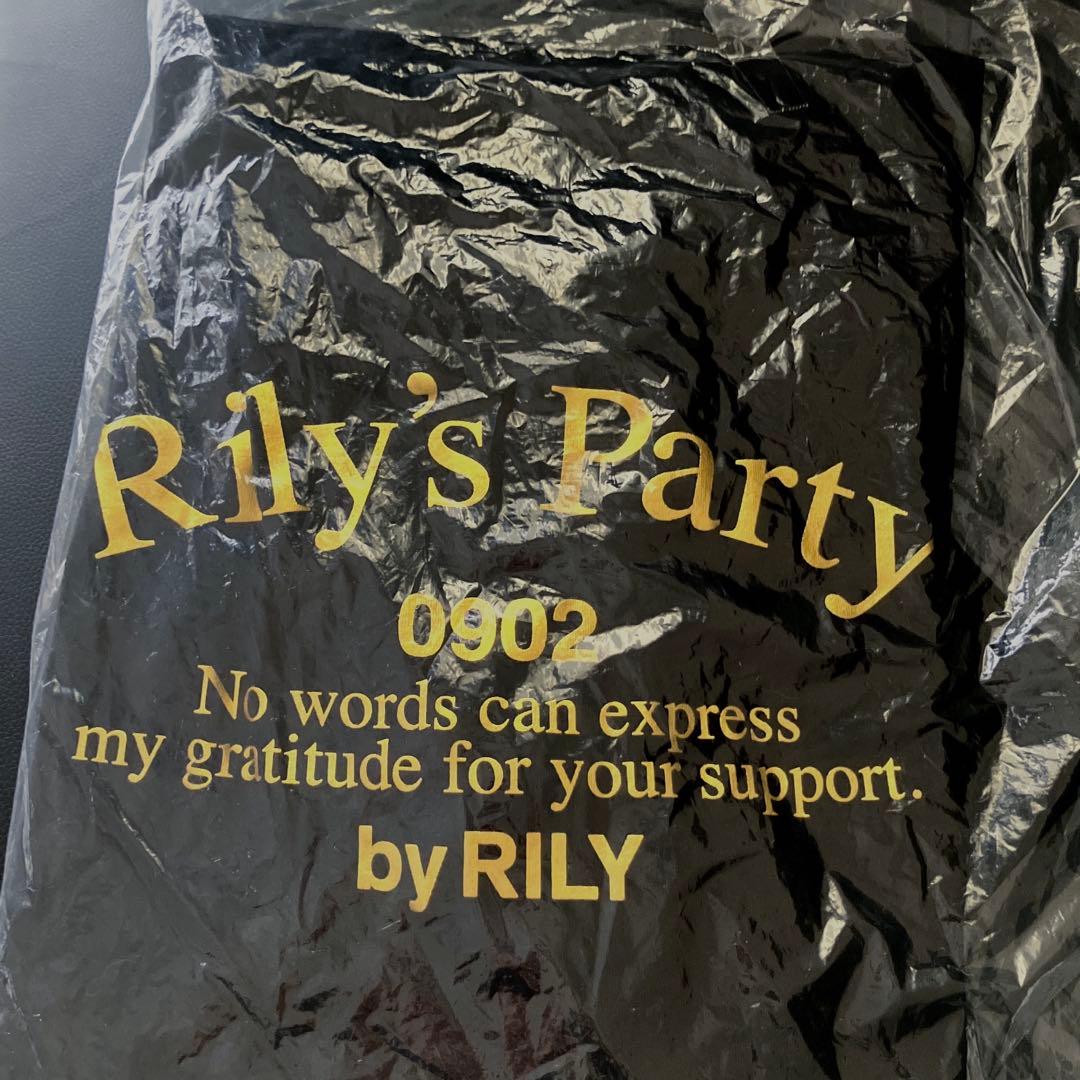 Rily's Party
0902
No words can express
my gratitude for your support.
by RILY